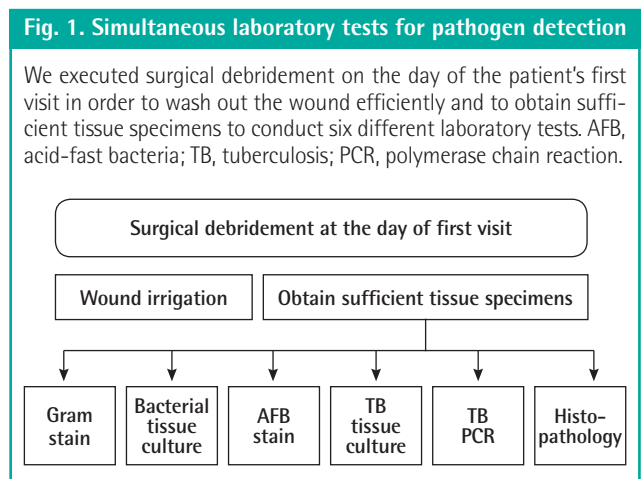 Fig. 1. Simultaneous laboratory tests for pathogen detection
We executed surgical debridement on the day of the patient's first
visit in order to wash out the wound efficiently and to obtain suffi-
cient tissue specimens to conduct six different laboratory tests. AFB,
acid-fast bacteria; TB, tuberculosis; PCR, polymerase chain reaction.
Surgical debridement at the day of first visit
Wound irrigation
Obtain sufficient tissue specimens
Gram
stain
Bacterial
tissue
culture
AFB
stain
TB
tissue
culture
TB
PCR
Histo-
pathology